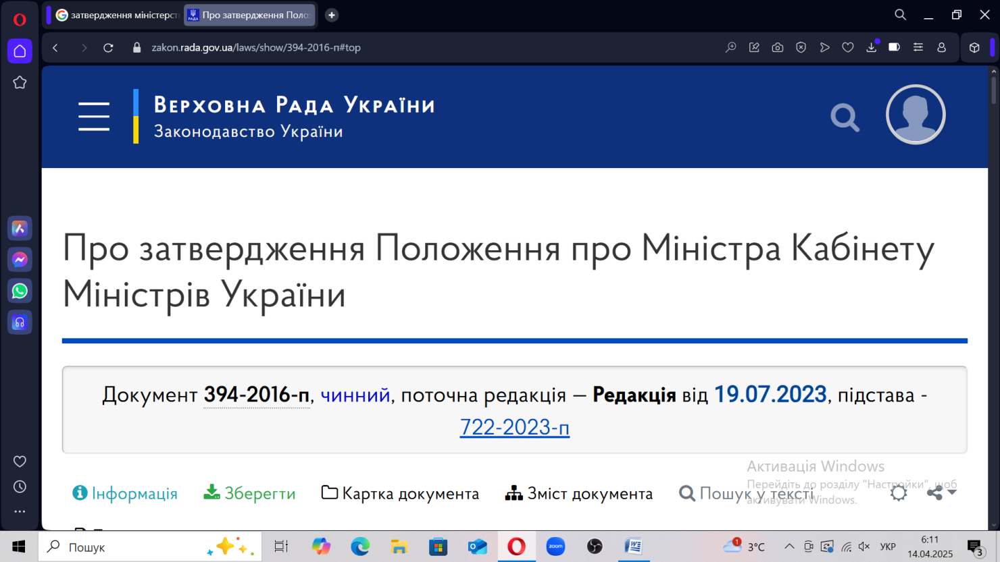 затвердження міністерст
Про затвердження Поло
zakon.rada.gov.ua/laws/show/394-2016-п#top
Верховна Рада України
Законодавство України
Про затвердження Положення про Міністра Кабінету
Міністрів України
Документ 394-2016-п, чинний, поточна редакція — Редакція від 19.07.2023, підстава -
722-2023-п
Інформація Зберегти Картка документа Зміст документа Пошук у тексті
Активація Windows
Перейдіть до розділу "Настройки", щоб
активувати Windows.
Пошук
zoom
1
3°C
УКР
6:11
14.04.2025
3